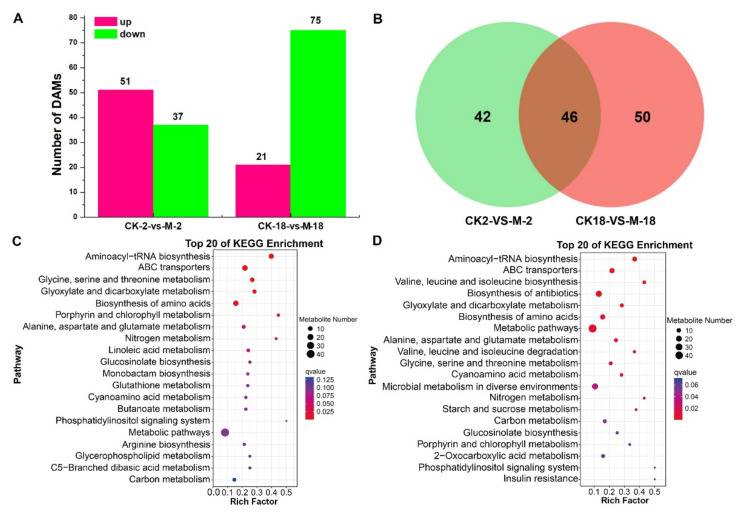 A
up
down
Number of DAMs
80
70
60
50
40
30
20
10
0
51
37
21
75
CK-2-vs-M-2
CK-18-vs-M-18
B
42
46
50
CK2-VS-M-2
CK18-VS-M-18
C
Top 20 of KEGG Enrichment
Pathway
Aminoacyl-tRNA biosynthesis
ABC transporters
Glycine, serine and threonine metabolism
Glyoxylate and dicarboxylate metabolism
Biosynthesis of amino acids
Porphyrin and chlorophyll metabolism
Alanine, aspartate and glutamate metabolism
Nitrogen metabolism
Linoleic acid metabolism
Glucosinolate biosynthesis
Monobactam biosynthesis
Glutathione metabolism
Cyanoamino acid metabolism
Butanoate metabolism
Phosphatidylinositol signaling system
Metabolic pathways
Arginine biosynthesis
Glycerophospholipid metabolism
C5-Branched dibasic acid metabolism
Carbon metabolism
0.0 0.1 0.2 0.3 0.4 0.5
Rich Factor
Metabolite Number
10
20
30
40
qvalue
0.125
0.100
0.075
0.050
0.025
D
Top 20 of KEGG Enrichment
Pathway
Aminoacyl-tRNA biosynthesis
ABC transporters
Valine, leucine and isoleucine biosynthesis
Biosynthesis of antibiotics
Glyoxylate and dicarboxylate metabolism
Biosynthesis of amino acids
Metabolic pathways
Alanine, aspartate and glutamate metabolism
Valine, leucine and isoleucine degradation
Glycine, serine and threonine metabolism
Cyanoamino acid metabolism
Microbial metabolism in diverse environments
Nitrogen metabolism
Starch and sucrose metabolism
Carbon metabolism
Glucosinolate biosynthesis
Porphyrin and chlorophyll metabolism
2-Oxocarboxylic acid metabolism
Phosphatidylinositol signaling system
Insulin resistance
0.1 0.2 0.3 0.4 0.5
Rich Factor
Metabolite Number
10
20
30
40
qvalue
0.06
0.04
0.02